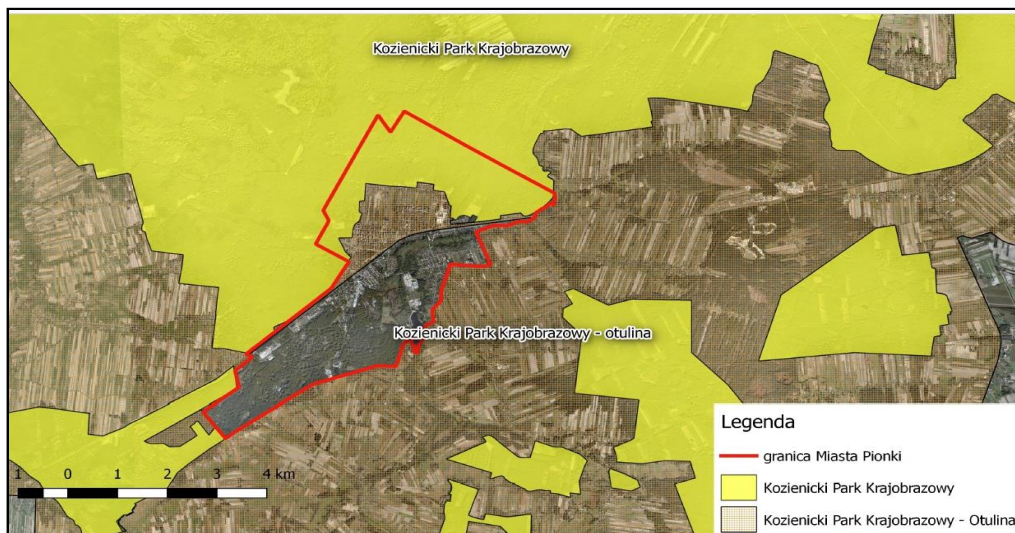 Kozienicki Park Krajobrazowy
Kozienicki Park Krajobrazowy - otulina
Legenda
granica Miasta Pionki
Kozienicki Park Krajobrazowy
Kozienicki Park Krajobrazowy - Otulina
1 0 1 2 3 4 km